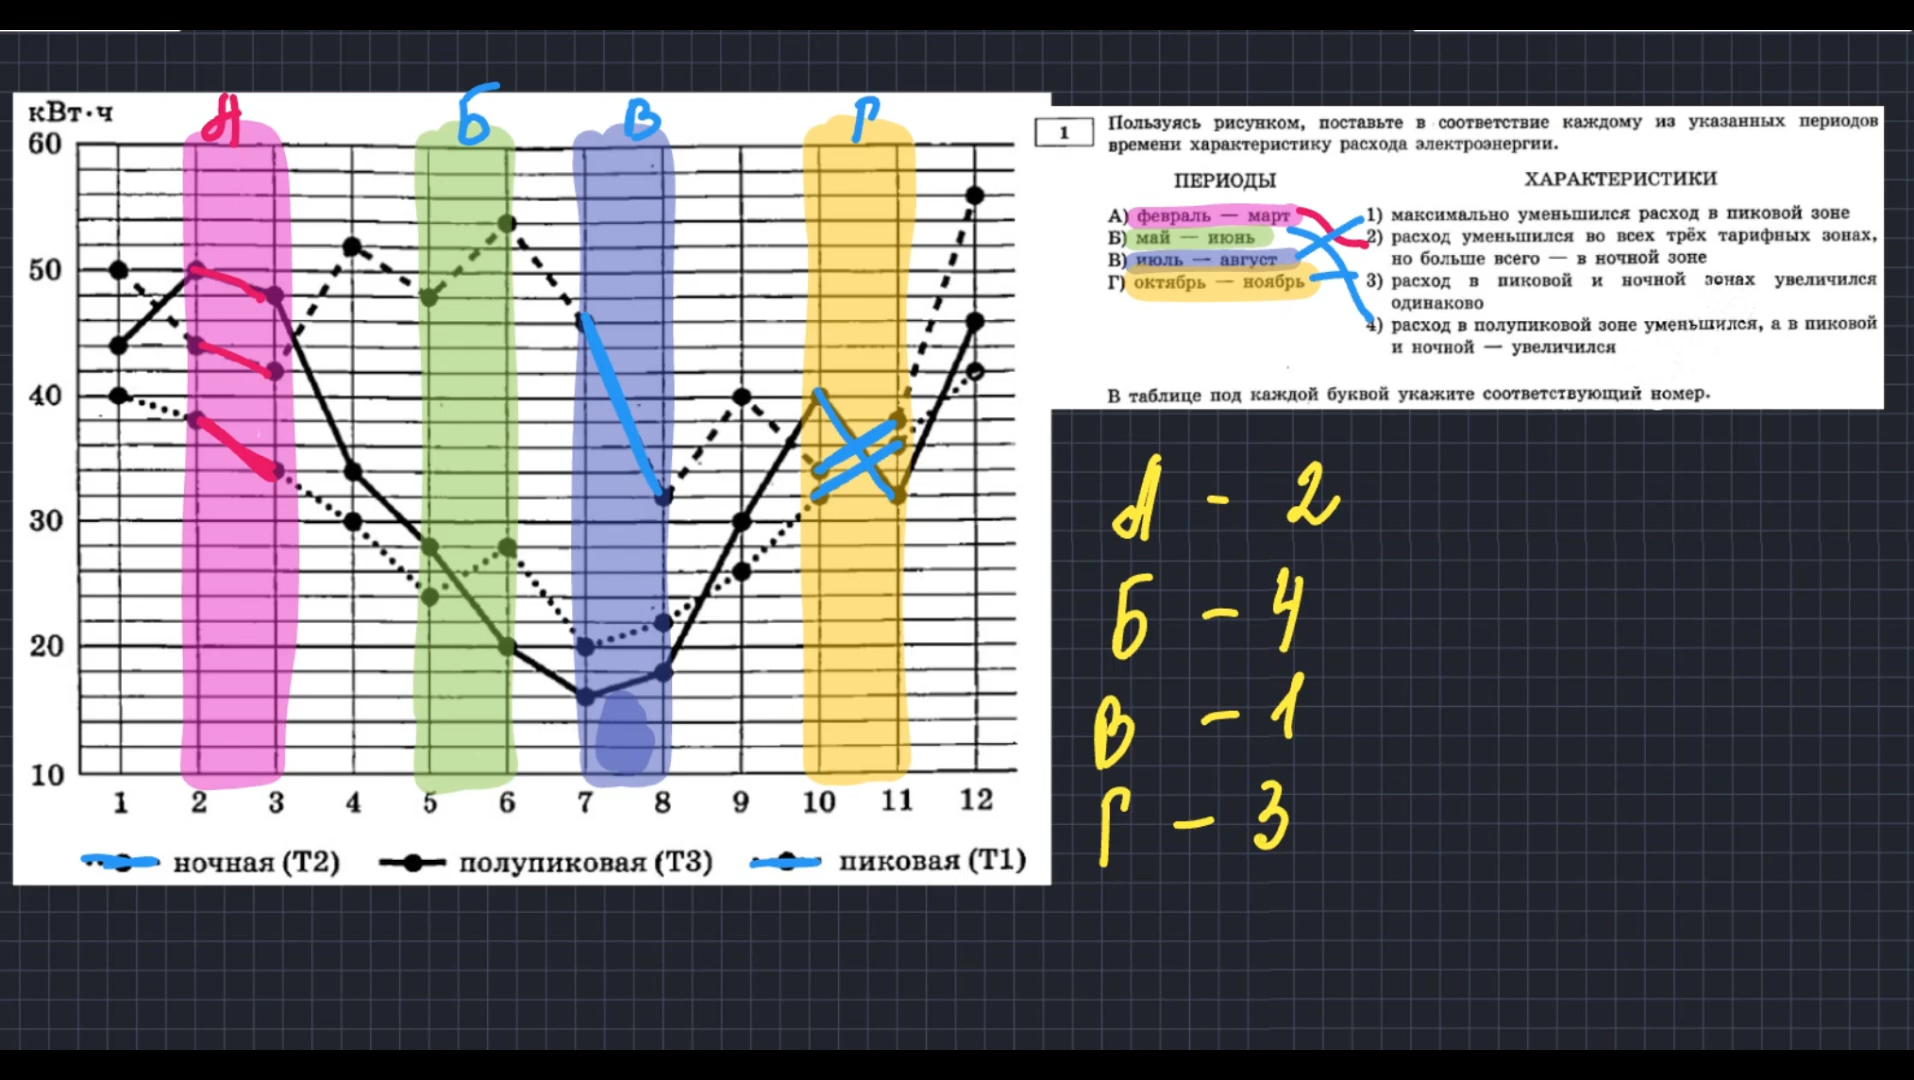 кВт·ч
А
Б
В
Г
60
50
40
30
20
10
1 2 3 4 5 6 7 8 9 10 11 12
ночная (Т2) полупиковая (Т3) пиковая (Т1)
1
Пользуясь рисунком, поставьте в соответствие каждому из указанных периодов
времени характеристику расхода электроэнергии.
ПЕРИОДЫ
А) февраль — март
Б) май — июнь
В) июль — август
Г) октябрь — ноябрь
ХАРАКТЕРИСТИКИ
1) максимально уменьшился расход в пиковой зоне
2) расход уменьшился во всех трёх тарифных зонах,
но больше всего — в ночной зоне
3) расход в пиковой и ночной зонах увеличился
одинаково
4) расход в полупиковой зоне уменьшился, а в пиковой
и ночной — увеличился
В таблице под каждой буквой укажите соответствующий номер.
А - 2
Б - 4
В - 1
Г - 3